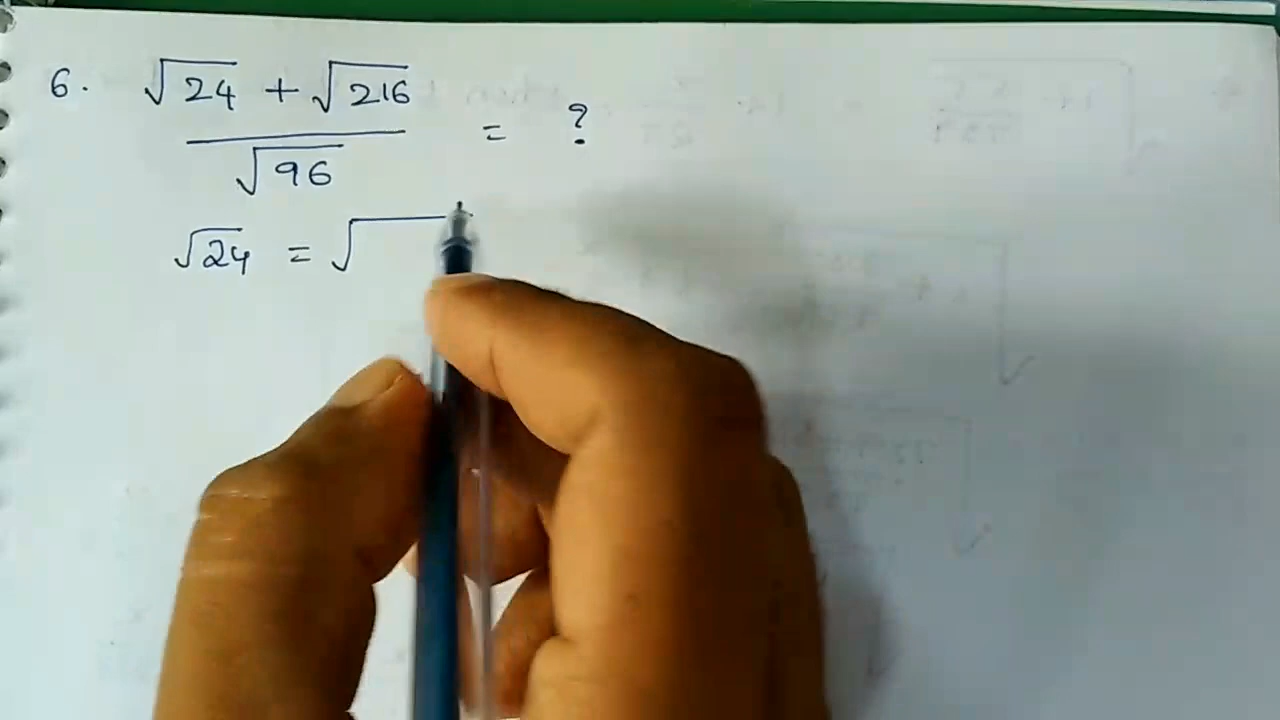 6. √24 + √216
√96
= ?
√24 = √